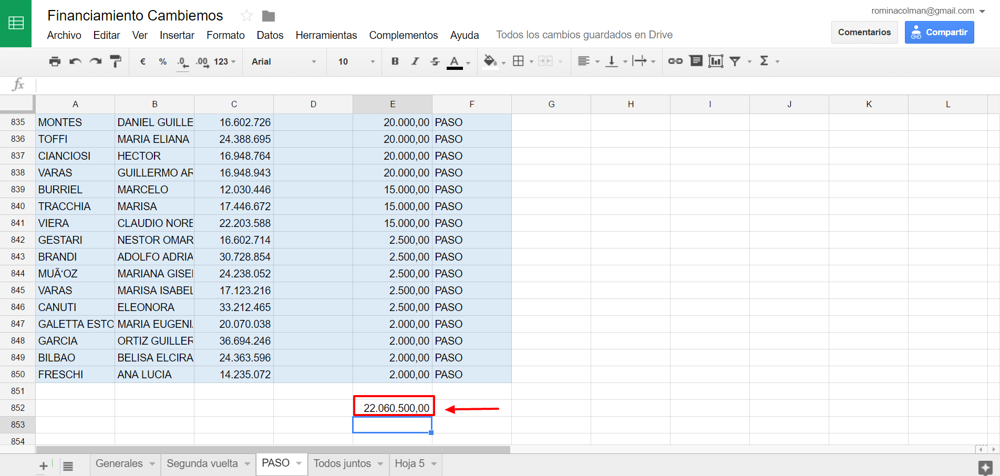 Financiamiento Cambiemos
rominacolman@gmail.com
Archivo Editar Ver Insertar Formato Datos Herramientas Complementos Ayuda Todos los cambios guardados en Drive
Comentarios Compartir
€ % .0 .00 123 Arial 10 B I S A Σ
fx
A B C D E F G H I J K L
835 MONTES DANIEL GUILLE 16.602.726 20.000,00 PASO
836 TOFFI MARIA ELIANA 24.388.695 20.000,00 PASO
837 CIANCIOSI HECTOR 16.948.764 20.000,00 PASO
838 VARAS GUILLERMO AR 16.948.943 20.000,00 PASO
839 BURRIEL MARCELO 12.030.446 15.000,00 PASO
840 TRACCHIA MARISA 17.446.672 15.000,00 PASO
841 VIERA CLAUDIO NORE 22.203.588 15.000,00 PASO
842 GESTARI NESTOR OMAR 16.602.714 2.500,00 PASO
843 BRANDI ADOLFO ADRIA 30.728.854 2.500,00 PASO
844 MUÃ‘OZ MARIANA GISEI 24.238.052 2.500,00 PASO
845 VARAS MARISA ISABEL 17.123.216 2.500,00 PASO
846 CANUTI ELEONORA 33.212.465 2.500,00 PASO
847 GALETTA ESTO MARIA EUGENI 20.070.038 2.000,00 PASO
848 GARCIA ORTIZ GUILLER 36.694.246 2.000,00 PASO
849 BILBAO BELISA ELCIRA 24.363.596 2.000,00 PASO
850 FRESCHI ANA LUCIA 14.235.072 2.000,00 PASO
851
852 22.060.500,00
853
854
Generales Segunda vuelta PASO Todos juntos Hoja 5